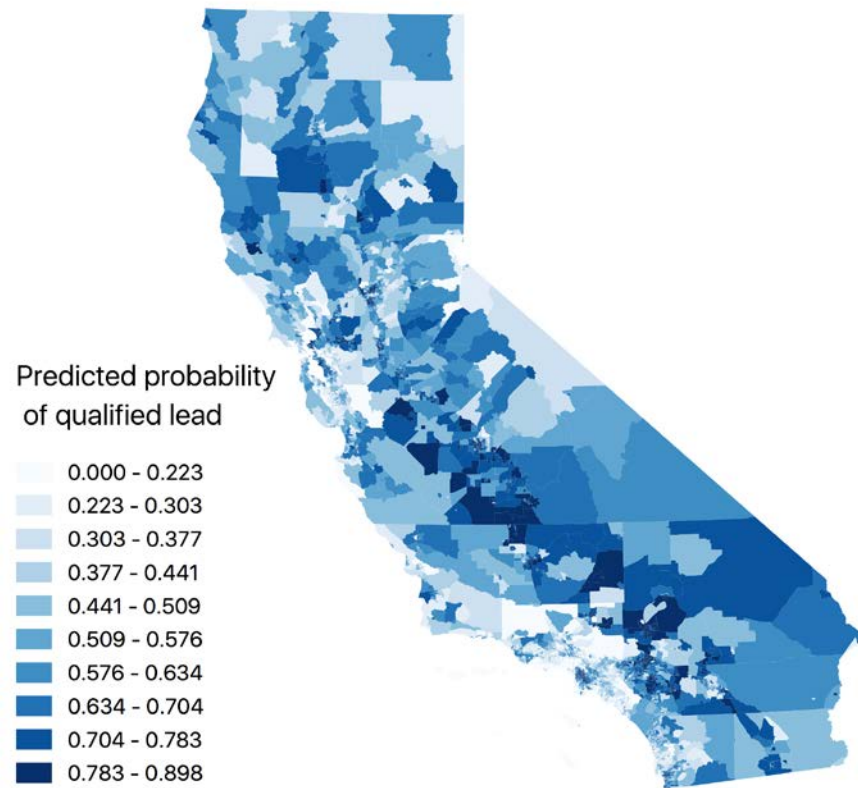 Predicted probability
of qualified lead
0.000 - 0.223
0.223 - 0.303
0.303 - 0.377
0.377 - 0.441
0.441 - 0.509
0.509 - 0.576
0.576 - 0.634
0.634 - 0.704
0.704 - 0.783
0.783 - 0.898